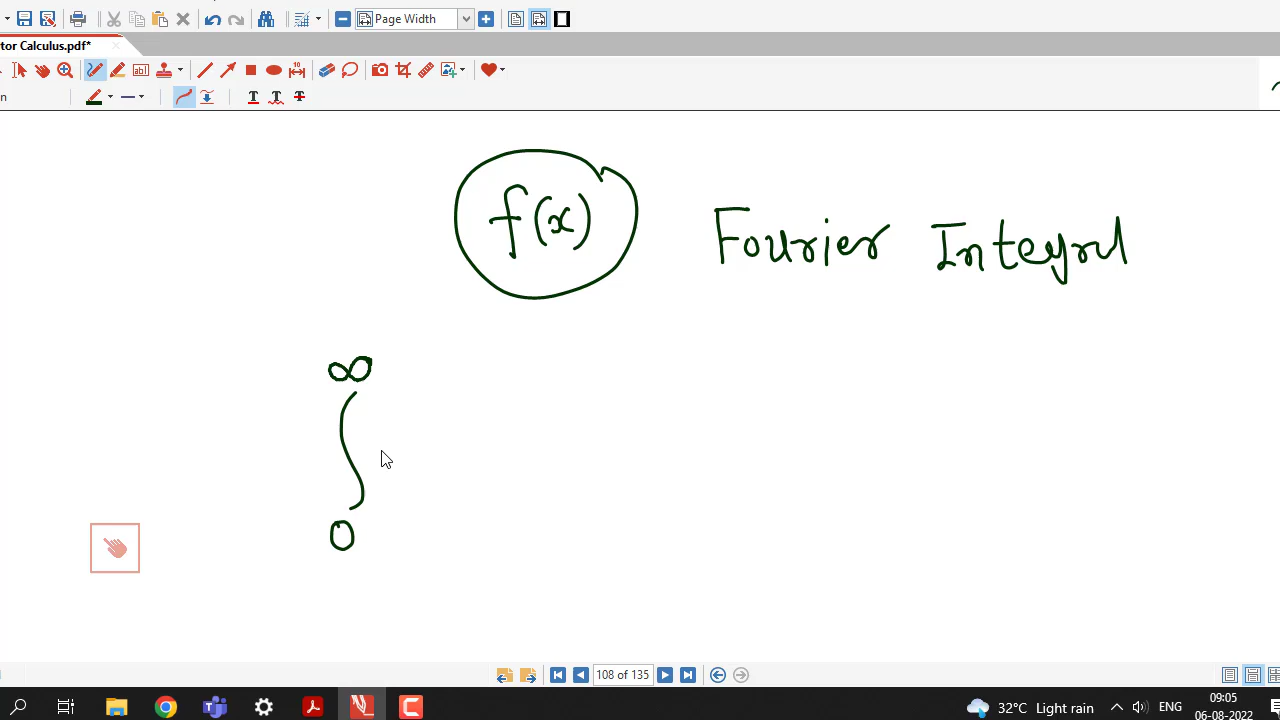 Page Width
tor Calculus.pdf*
10
T T T
n
f(x) Fourier Integral
∞
∫
0
108 of 135
32°C Light rain ENG 09:05
06-08-2022